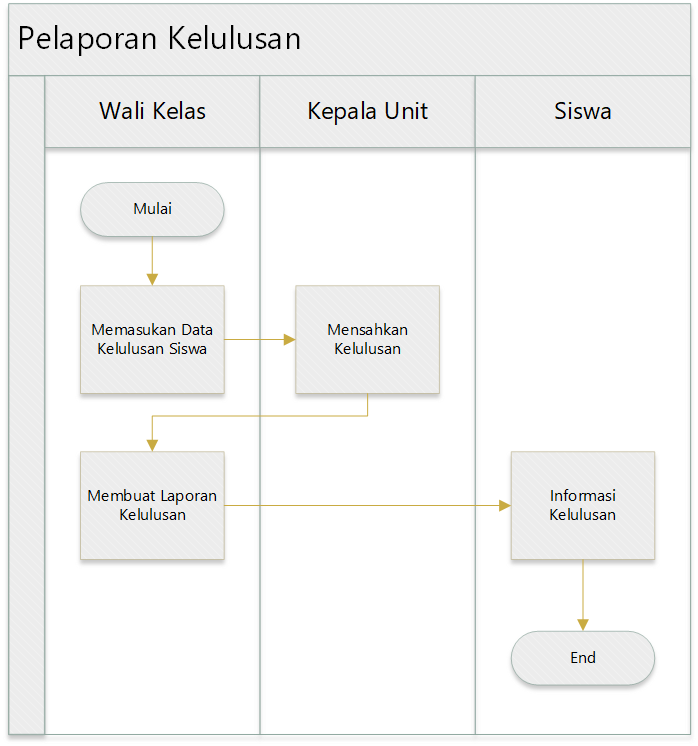 Pelaporan Kelulusan
Wali Kelas
Kepala Unit
Siswa
Mulai
Memasukan Data
Kelulusan Siswa
Mensahkan
Kelulusan
Membuat Laporan
Kelulusan
Informasi
Kelulusan
End